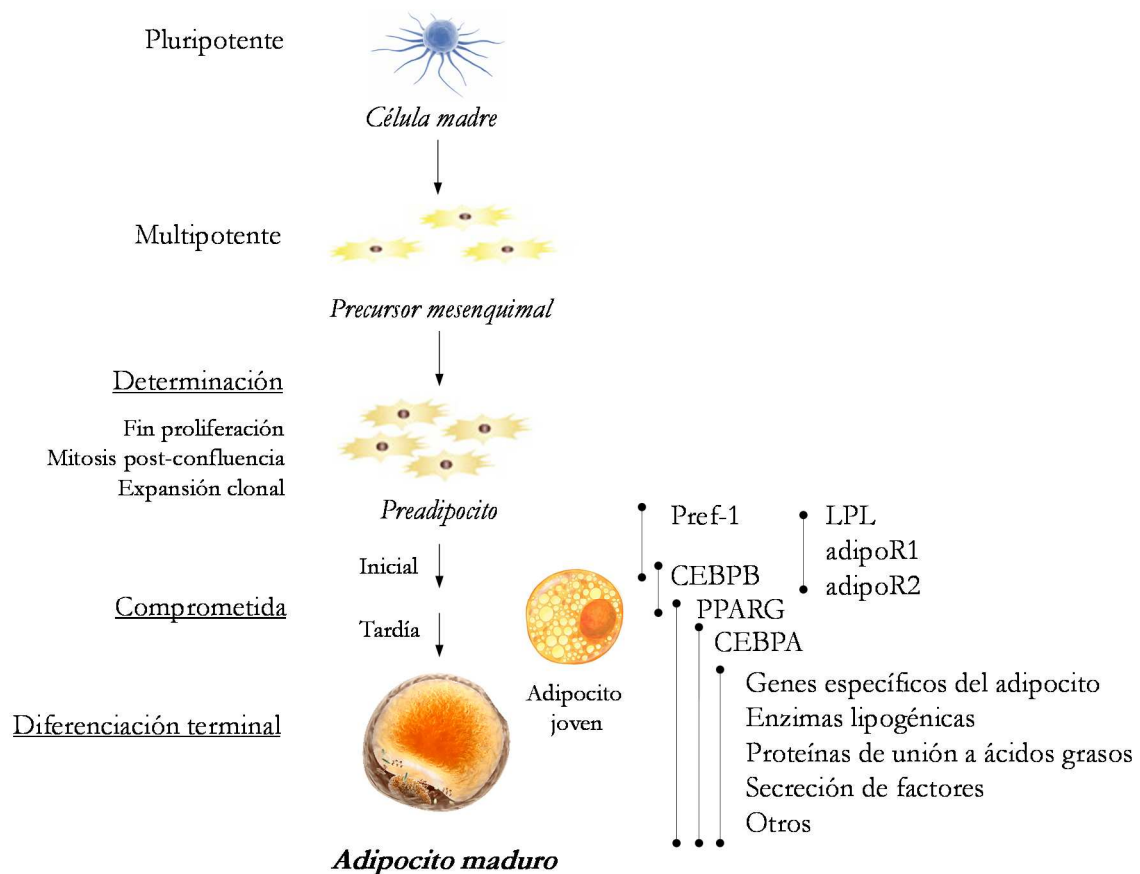 Pluripotente
Célula madre
Multipotente
Precursor mesenquimal
Determinación
Fin proliferación
Mitosis post-confluencia
Expansión clonal
Preadipocito
Pref-1
LPL
adipoR1
adipoR2
Inicial
CEBPB
Comprometida
PPARG
Tardía
CEBPA
Adipocito
joven
Genes específicos del adipocito
Enzimas lipogénicas
Proteínas de unión a ácidos grasos
Secreción de factores
Otros
Diferenciación terminal
Adipocito maduro